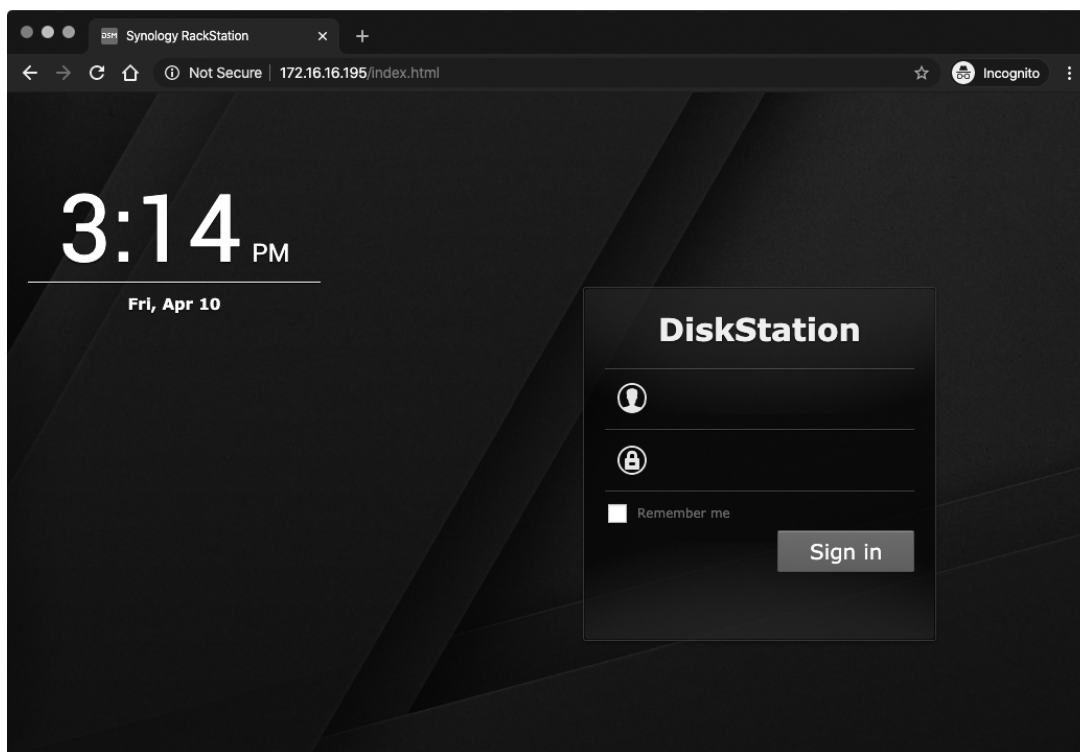 DSM Synology RackStation
Not Secure 172.16.16.195/index.html Incognito
3:14 PM
Fri, Apr 10
DiskStation
Remember me
Sign in